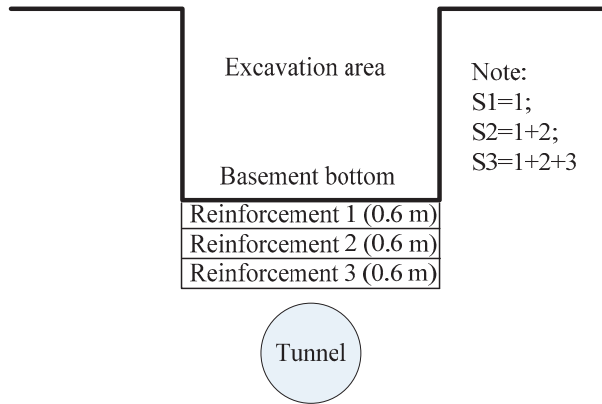 Excavation area
Note:
S1=1;
S2=1+2;
S3=1+2+3
Basement bottom
Reinforcement 1 (0.6 m)
Reinforcement 2 (0.6 m)
Reinforcement 3 (0.6 m)
Tunnel